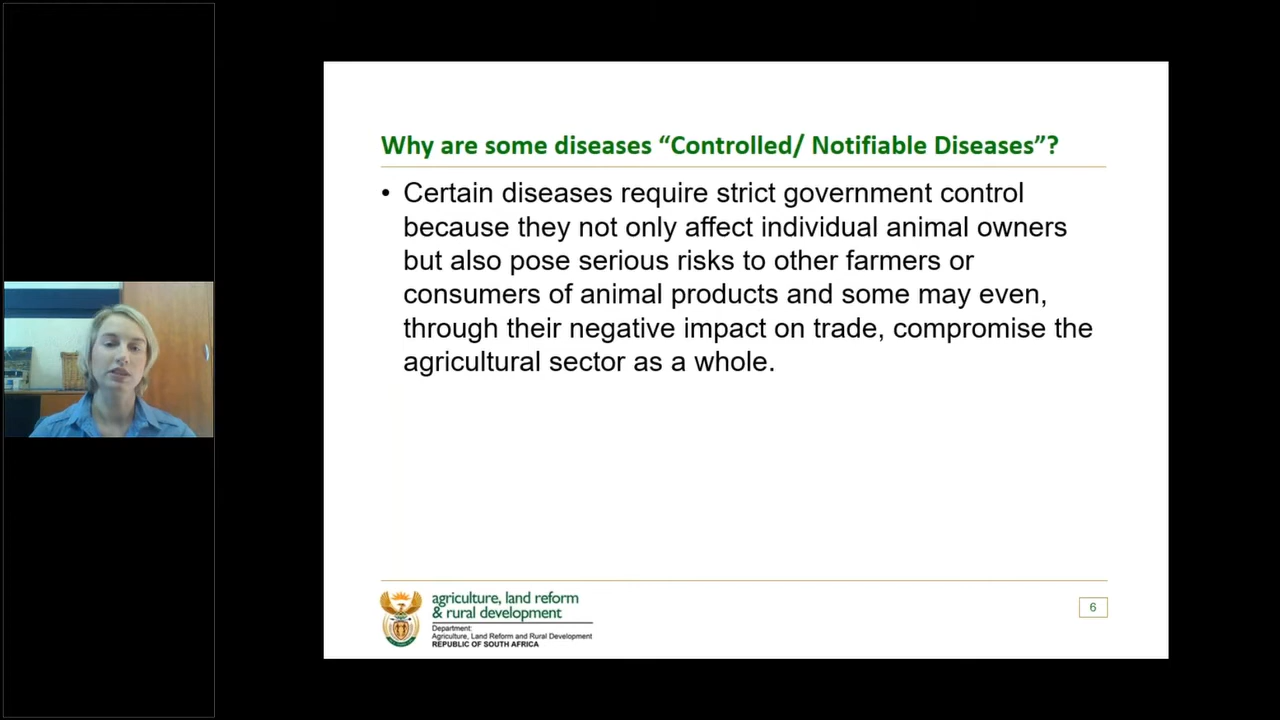 Why are some diseases “Controlled/ Notifiable Diseases”?
• Certain diseases require strict government control
because they not only affect individual animal owners
but also pose serious risks to other farmers or
consumers of animal products and some may even,
through their negative impact on trade, compromise the
agricultural sector as a whole.
agriculture, land reform
& rural development
Department:
Agriculture, Land Reform and Rural Development
REPUBLIC OF SOUTH AFRICA
6